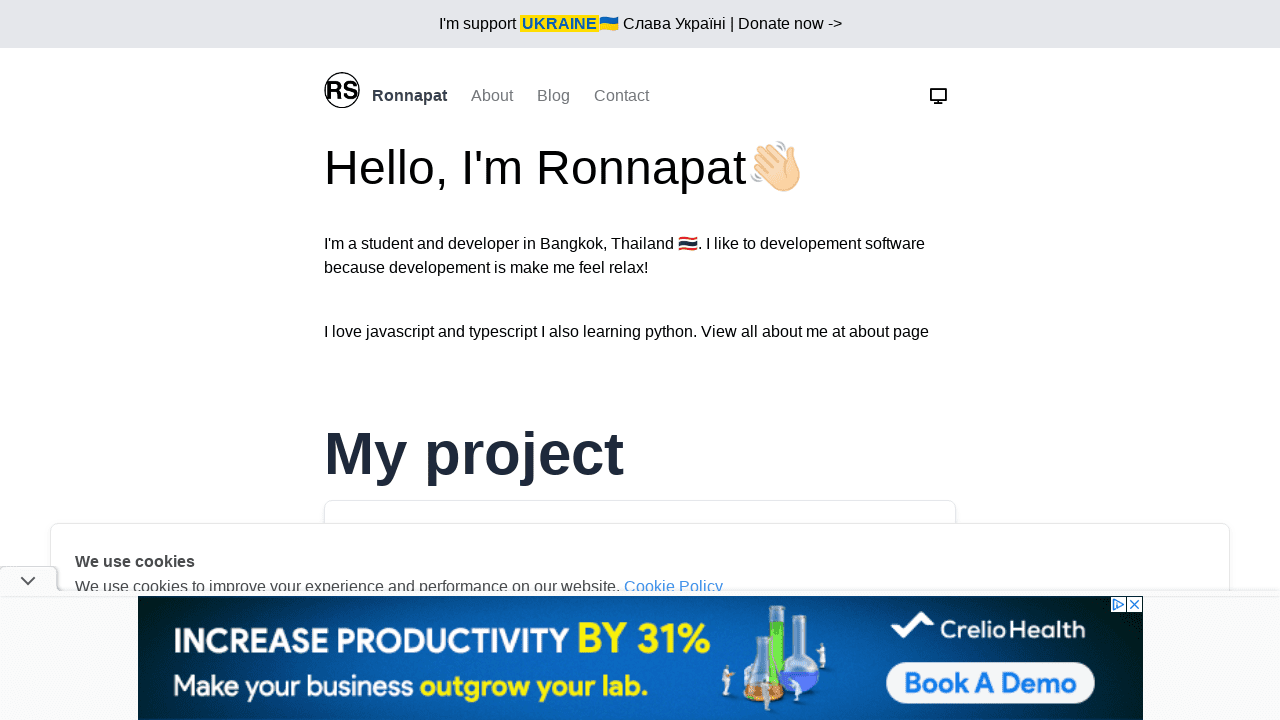 I'm support UKRAINE🇺🇦 Слава Україні | Donate now ->
RS Ronnapat About Blog Contact
Hello, I'm Ronnapat👋🏻
I'm a student and developer in Bangkok, Thailand 🇹🇭. I like to developement software
because developement is make me feel relax!
I love javascript and typescript I also learning python. View all about me at about page
My project
We use cookies
We use cookies to improve your experience and performance on our website. Cookie Policy
INCREASE PRODUCTIVITY BY 31%
Make your business outgrow your lab.
CrelioHealth
Book A Demo